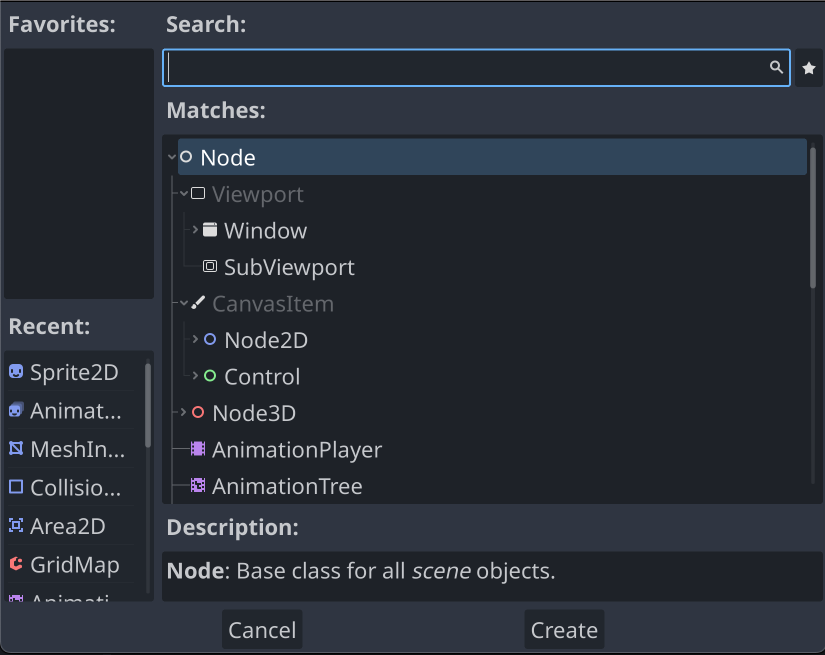 Favorites:
Search:
Matches:
Node
Viewport
Window
SubViewport
CanvasItem
Node2D
Control
Node3D
AnimationPlayer
AnimationTree
Recent:
Sprite2D
Animat...
MeshIn...
Collisio...
Area2D
GridMap
Animati
Description:
Node: Base class for all scene objects.
Cancel
Create